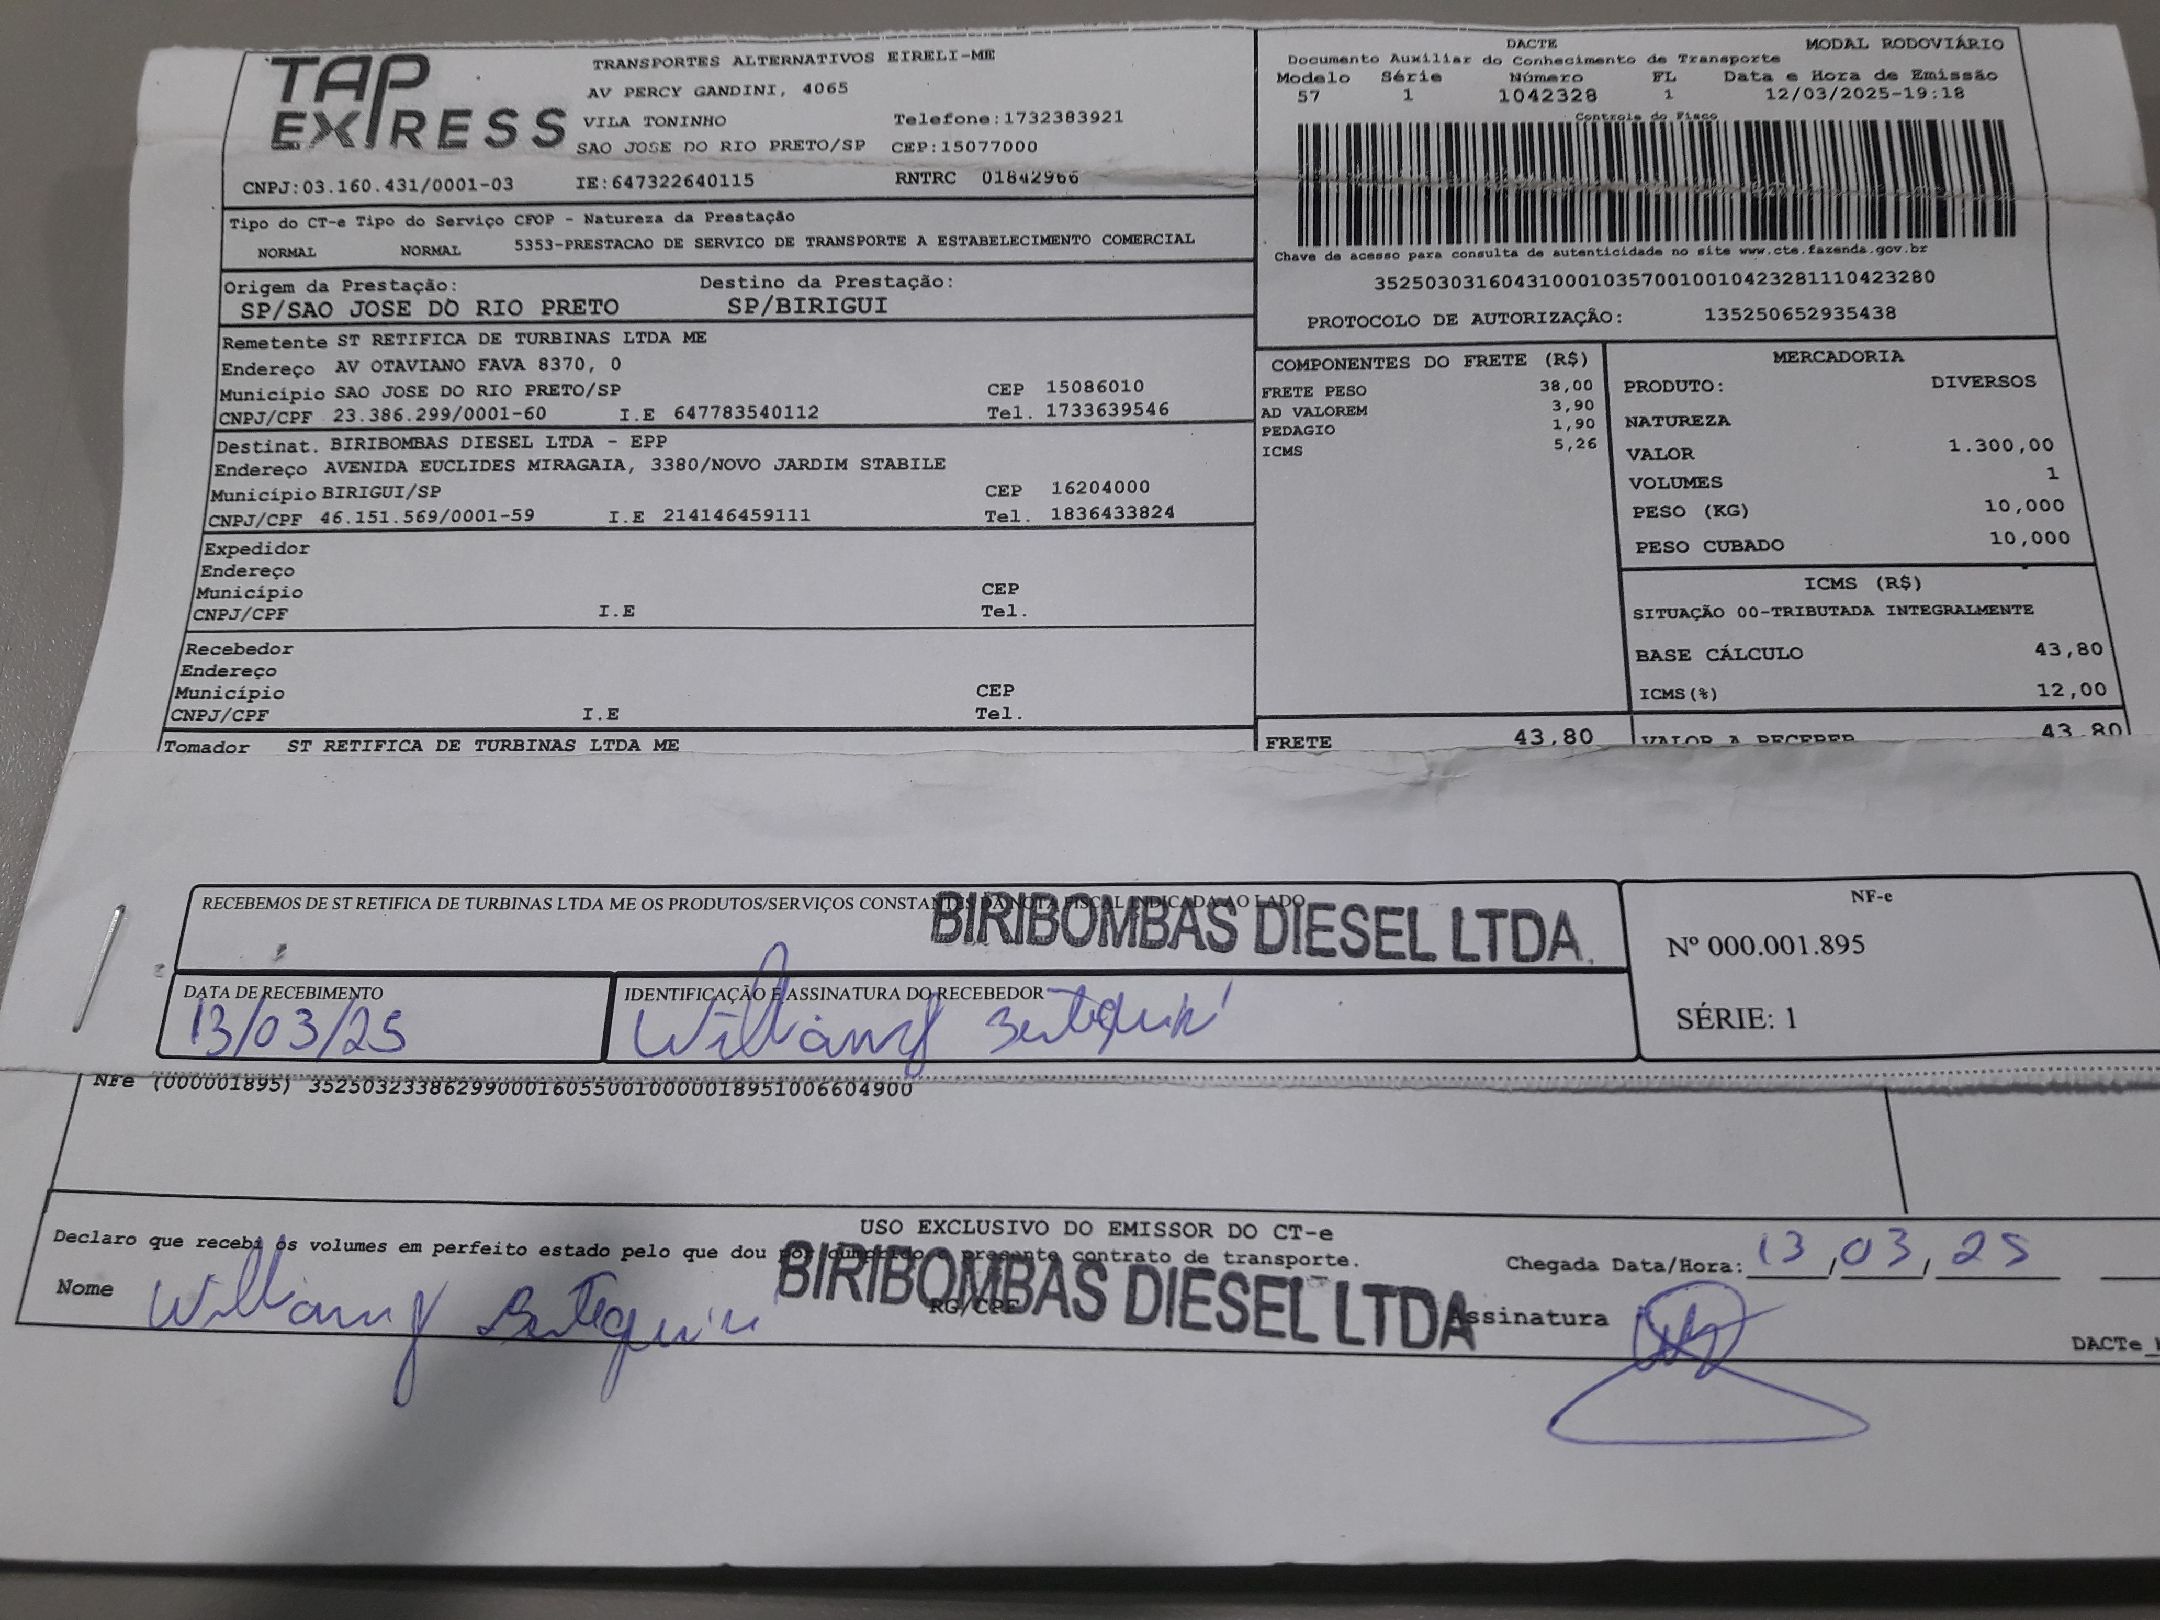 TAP EXPRESS
TRANSPORTES ALTERNATIVOS EIRELI-ME
AV PERCY GANDINI, 4065
VILA TONINHO Telefone:1732383921
SAO JOSE DO RIO PRETO/SP CEP:15077000
CNPJ:03.160.431/0001-03 IE:647322640115 RNTRC 01842966
DACTE MODAL RODOVIÁRIO
Documento Auxiliar do Conhecimento de Transporte
Modelo Série Número FL Data e Hora de Emissão
57 1 1042328 1 12/03/2025-19:18
Controle do Fisco
Chave de acesso para consulta de autenticidade no site www.cte.fazenda.gov.br
35250303160431000103570010010423281110423280
PROTOCOLO DE AUTORIZAÇÃO: 135250652935438
Tipo do CT-e Tipo do Serviço CFOP - Natureza da Prestação
NORMAL NORMAL 5353-PRESTACAO DE SERVICO DE TRANSPORTE A ESTABELECIMENTO COMERCIAL
Origem da Prestação: Destino da Prestação:
SP/SAO JOSE DO RIO PRETO SP/BIRIGUI
Remetente ST RETIFICA DE TURBINAS LTDA ME
Endereço AV OTAVIANO FAVA 8370, 0
Município SAO JOSE DO RIO PRETO/SP CEP 15086010
CNPJ/CPF 23.386.299/0001-60 I.E 647783540112 Tel. 1733639546
Destinat. BIRIBOMBAS DIESEL LTDA - EPP
Endereço AVENIDA EUCLIDES MIRAGAIA, 3380/NOVO JARDIM STABILE
Município BIRIGUI/SP CEP 16204000
CNPJ/CPF 46.151.569/0001-59 I.E 214146459111 Tel. 1836433824
Expedidor
Endereço
Município CEP
CNPJ/CPF I.E Tel.
Recebedor
Endereço
Município CEP
CNPJ/CPF I.E Tel.
Tomador ST RETIFICA DE TURBINAS LTDA ME
COMPONENTES DO FRETE (R$)
FRETE PESO 38,00
AD VALOREM 3,90
PEDAGIO 1,90
ICMS 5,26
FRETE 43,80
MERCADORIA
PRODUTO: DIVERSOS
NATUREZA
VALOR 1.300,00
VOLUMES 1
PESO (KG) 10,000
PESO CUBADO 10,000
ICMS (R$)
SITUAÇÃO 00-TRIBUTADA INTEGRALMENTE
BASE CÁLCULO 43,80
ICMS(%) 12,00
VALOR A RECEBER 43,80
RECEBEMOS DE ST RETIFICA DE TURBINAS LTDA ME OS PRODUTOS/SERVIÇOS CONSTANTES DA NOTA FISCAL INDICADA AO LADO
BIRIBOMBAS DIESEL LTDA.
DATA DE RECEBIMENTO
13/03/25
IDENTIFICAÇÃO E ASSINATURA DO RECEBEDOR
NF-e
Nº 000.001.895
SÉRIE: 1
NFe (000001895) 35250323386299000160550010000018951006604900
USO EXCLUSIVO DO EMISSOR DO CT-e
Declaro que recebi os volumes em perfeito estado pelo que dou por cumprido o presente contrato de transporte.
Chegada Data/Hora: 13/03/25
BIRIBOMBAS DIESEL LTDA
Nome
RG/CPF
Assinatura
DACTe